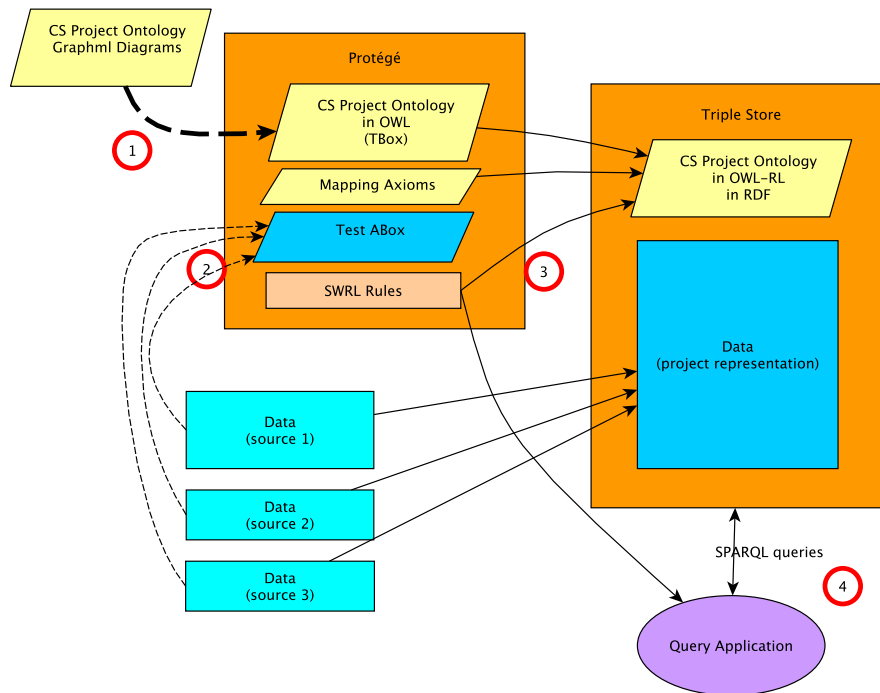 CS Project Ontology
Graphml Diagrams
Protégé
CS Project Ontology
in OWL
(TBox)
Mapping Axioms
Test ABox
SWRL Rules
1
2
3
Triple Store
CS Project Ontology
in OWL-RL
in RDF
Data
(project representation)
Data
(source 1)
Data
(source 2)
Data
(source 3)
SPARQL queries
4
Query Application